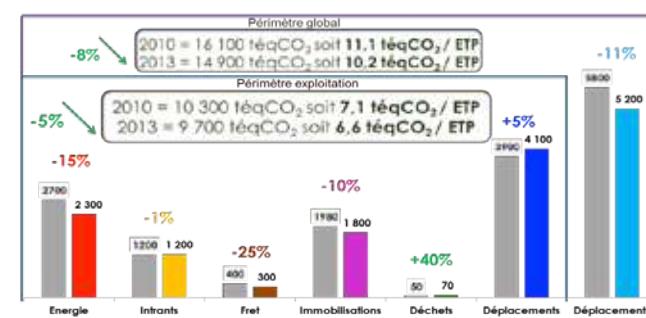 Périmètre global
-8%
2010 = 16 100 téqCO₂ soit 11,1 téqCO₂/ ETP
2013 = 14 900 téqCO₂ soit 10,2 téqCO₂/ ETP
-11%
Périmètre exploitation
-5%
2010 = 10 300 téqCO₂ soit 7,1 téqCO₂/ ETP
2013 = 9 700 téqCO₂ soit 6,6 téqCO₂/ ETP
-15%
2700
2 300
-1%
1200
1 200
-25%
400
300
-10%
1980
1 800
+40%
50
70
+5%
3900
4 100
5800
5 200
Energie
Intrants
Fret
Immobilisations
Déchets
Déplacements
Déplacement